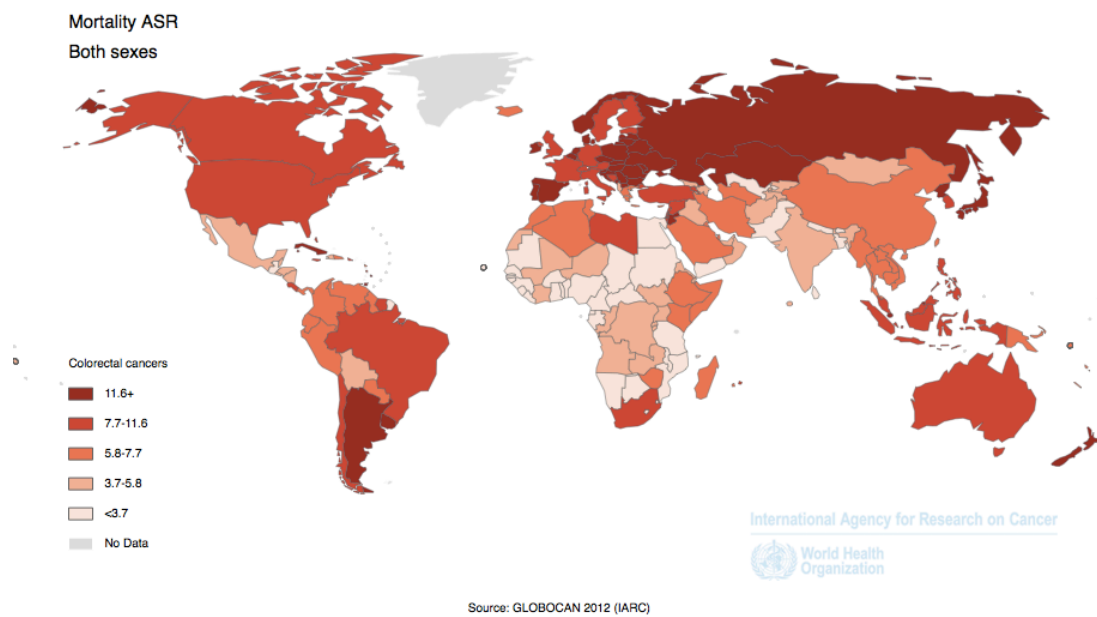 Mortality ASR
Both sexes
Colorectal cancers
11.6+
7.7-11.6
5.8-7.7
3.7-5.8
<3.7
No Data
International Agency for Research on Cancer
World Health
Organization
Source: GLOBOCAN 2012 (IARC)